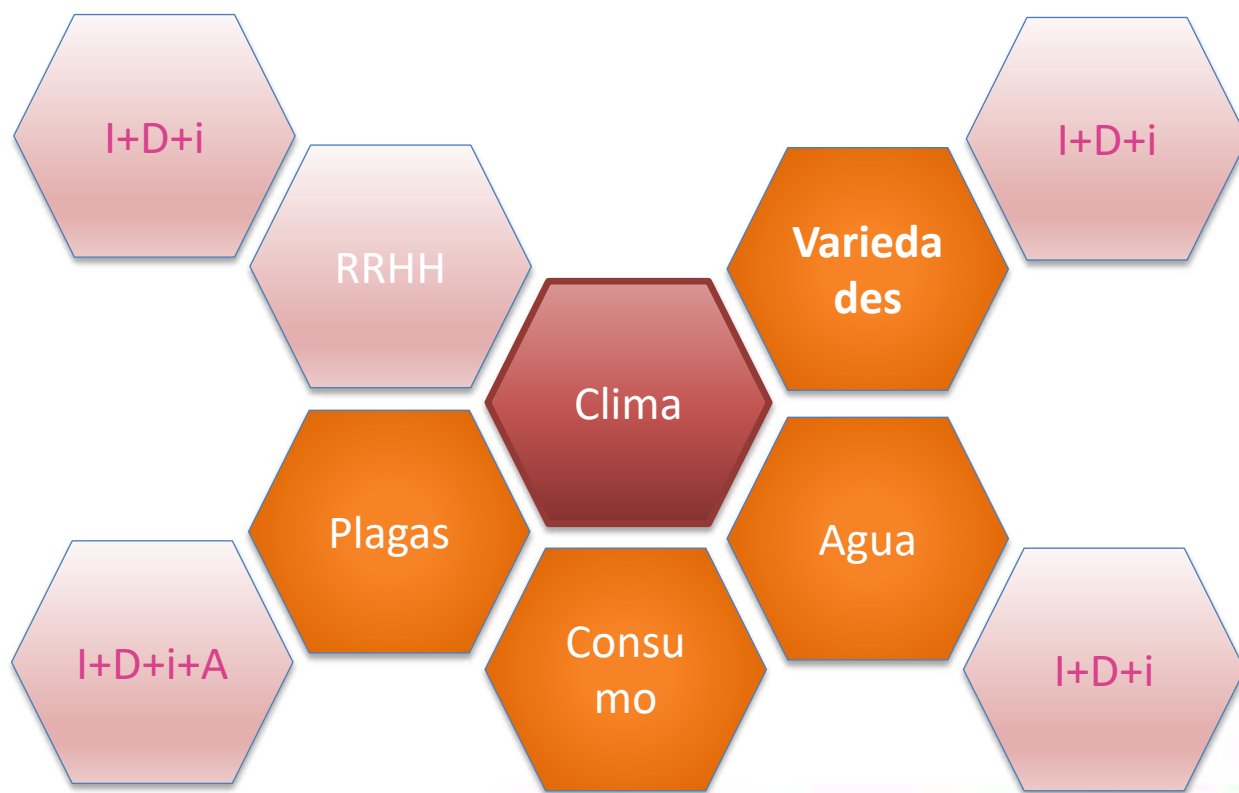 I+D+i
I+D+i
RRHH
Varieda
des
Clima
Plagas
Agua
I+D+i+A
Consu
mo
I+D+i